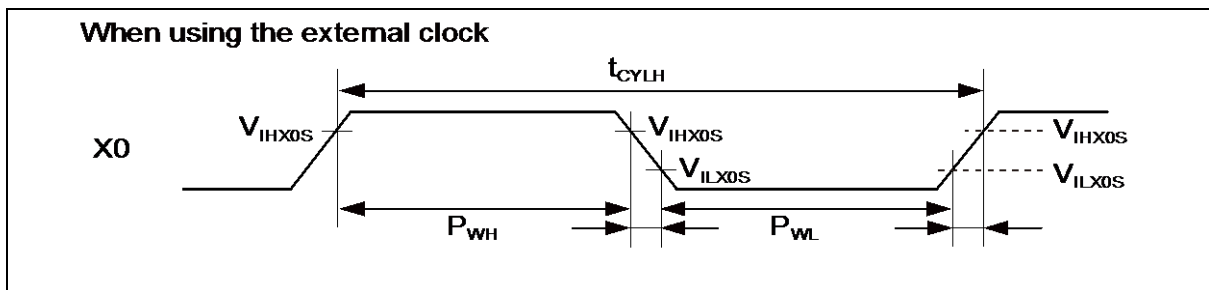 When using the external clock
tCYLH
VIHX0S
VIHX0S
VIHX0S
X0
VILX0S
VILX0S
PWH
PWL